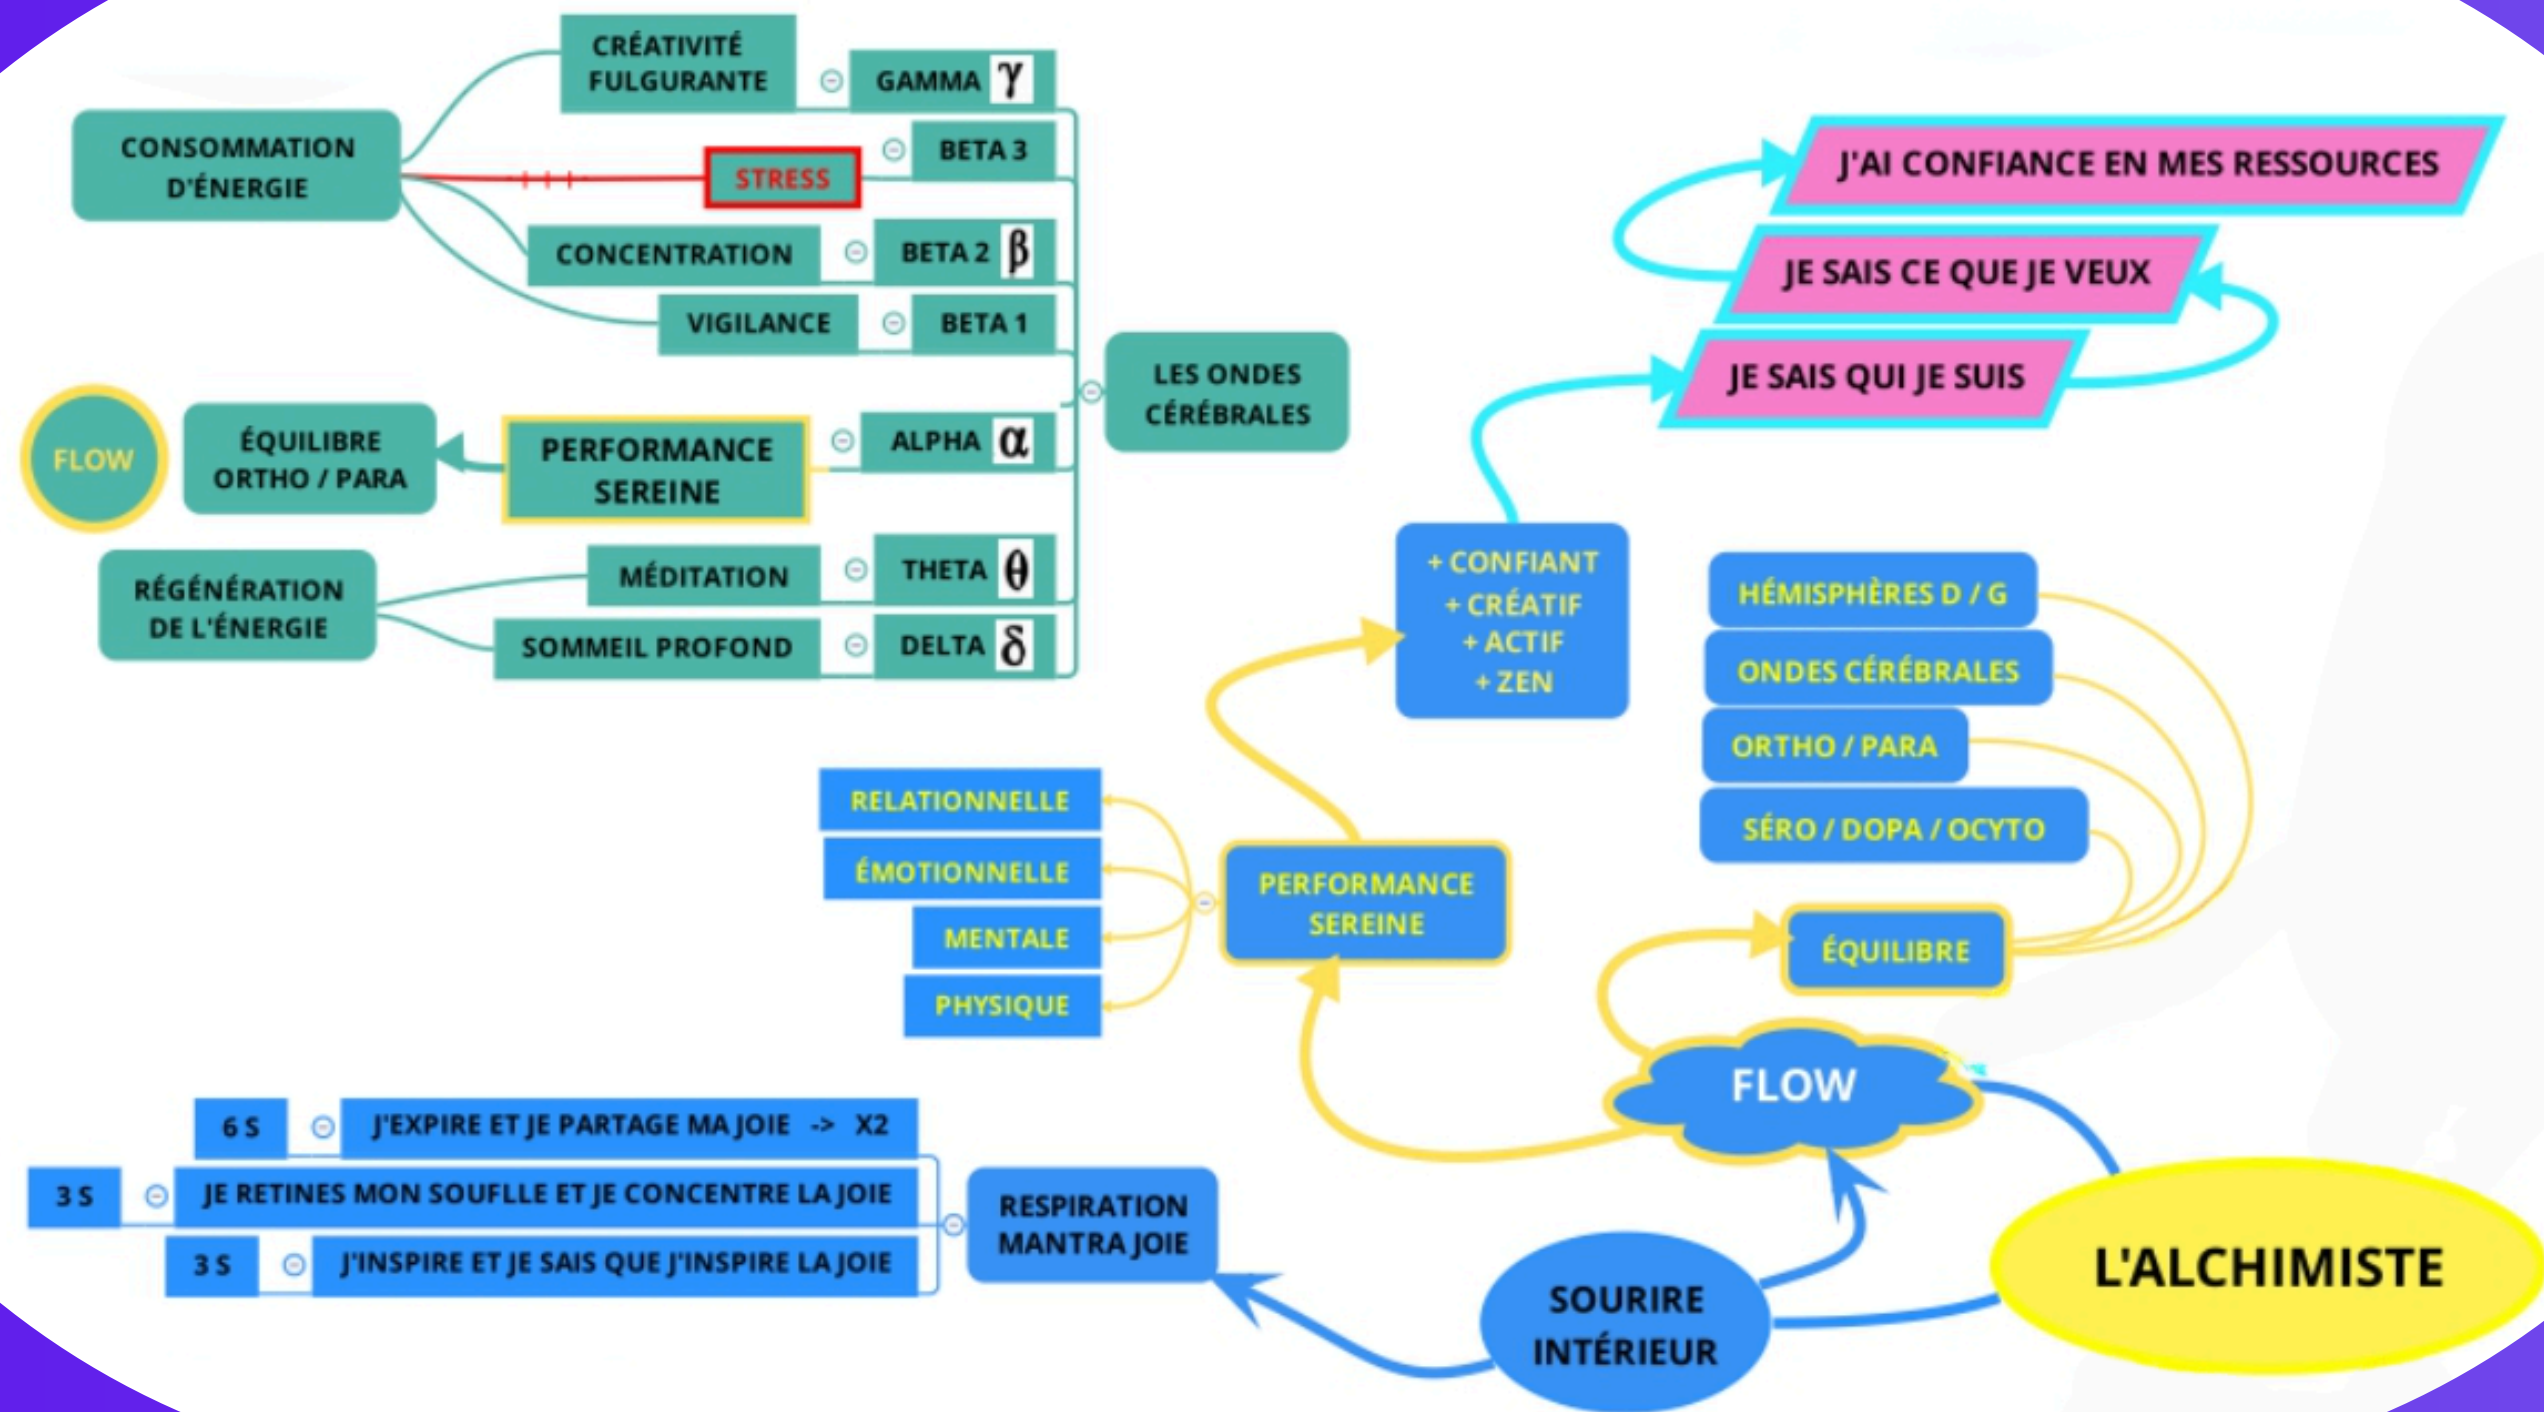 CRÉATIVITÉ
FULGURANTE
GAMMA γ
CONSOMMATION
D'ÉNERGIE
STRESS
BETA 3
CONCENTRATION
BETA 2 β
VIGILANCE
BETA 1
LES ONDES
CÉRÉBRALES
FLOW
ÉQUILIBRE
ORTHO / PARA
PERFORMANCE
SEREINE
ALPHA α
RÉGÉNÉRATION
DE L'ÉNERGIE
MÉDITATION
THETA θ
SOMMEIL PROFOND
DELTA δ
J'AI CONFIANCE EN MES RESSOURCES
JE SAIS CE QUE JE VEUX
JE SAIS QUI JE SUIS
+ CONFIANT
+ CRÉATIF
+ ACTIF
+ ZEN
HÉMISPHÈRES D / G
ONDES CÉRÉBRALES
ORTHO / PARA
SÉRO / DOPA / OCYTO
ÉQUILIBRE
RELATIONNELLE
ÉMOTIONNELLE
MENTALE
PHYSIQUE
PERFORMANCE
SEREINE
FLOW
6 S
J'EXPIRE ET JE PARTAGE MA JOIE -> X2
3 S
JE RETINES MON SOUFLLE ET JE CONCENTRE LA JOIE
3 S
J'INSPIRE ET JE SAIS QUE J'INSPIRE LA JOIE
RESPIRATION
MANTRA JOIE
SOURIRE
INTÉRIEUR
L'ALCHIMISTE